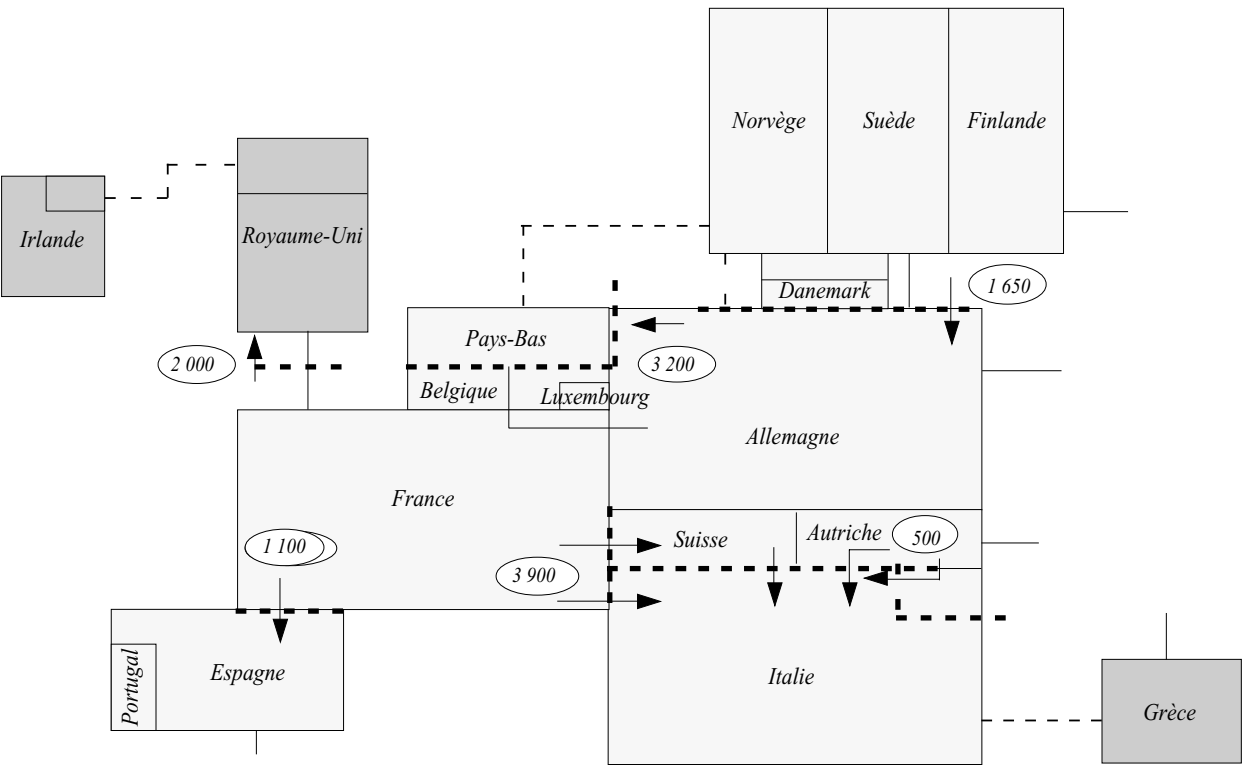 Norvège
Suède
Finlande
Irlande
Royaume-Uni
Danemark
1 650
Pays-Bas
2 000
3 200
Belgique
Luxembourg
Allemagne
France
1 100
Suisse
Autriche
500
3 900
Portugal
Espagne
Italie
Grèce